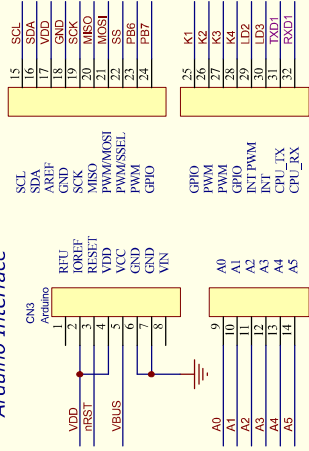 Arduino Interface
SCL
SDA
VDD
GND
SCK
MISO
MOSI
SS
PB6
PB7
15
16
17
18
19
20
21
22
23
24
SCL
SDA
AREF
GND
SCK
MISO
PWM/MOSI
PWM/SSEL
PWM
GPIO
K1
K2
K3
K4
LD2
LD3
TXD1
RXD1
25
26
27
28
29
30
31
32
GPIO
PWM
PWM
GPIO
INT PWM
INT
CPU_TX
CPU_RX
CN3
Arduino
RFU
IOREF
RESET
VDD
VCC
GND
GND
VIN
1
2
3
4
5
6
7
8
VDD
nRST
VBUS
A0
A1
A2
A3
A4
A5
9
10
11
12
13
14
A0
A1
A2
A3
A4
A5